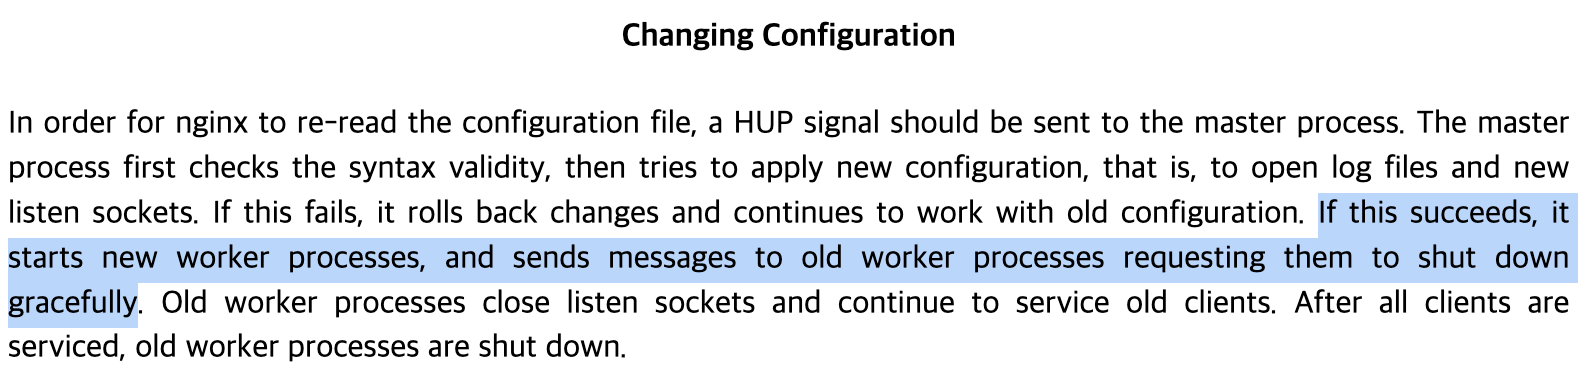 Changing Configuration
In order for nginx to re-read the configuration file, a HUP signal should be sent to the master process. The master
process first checks the syntax validity, then tries to apply new configuration, that is, to open log files and new
listen sockets. If this fails, it rolls back changes and continues to work with old configuration. If this succeeds, it
starts new worker processes, and sends messages to old worker processes requesting them to shut down
gracefully. Old worker processes close listen sockets and continue to service old clients. After all clients are
serviced, old worker processes are shut down.